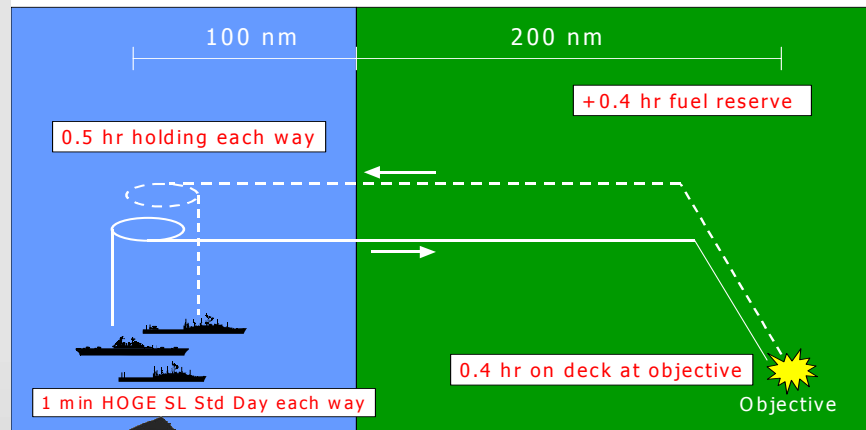 100 nm
200 nm
+0.4 hr fuel reserve
0.5 hr holding each way
0.4 hr on deck at objective
1 min HOGE SL Std Day each way
Objective